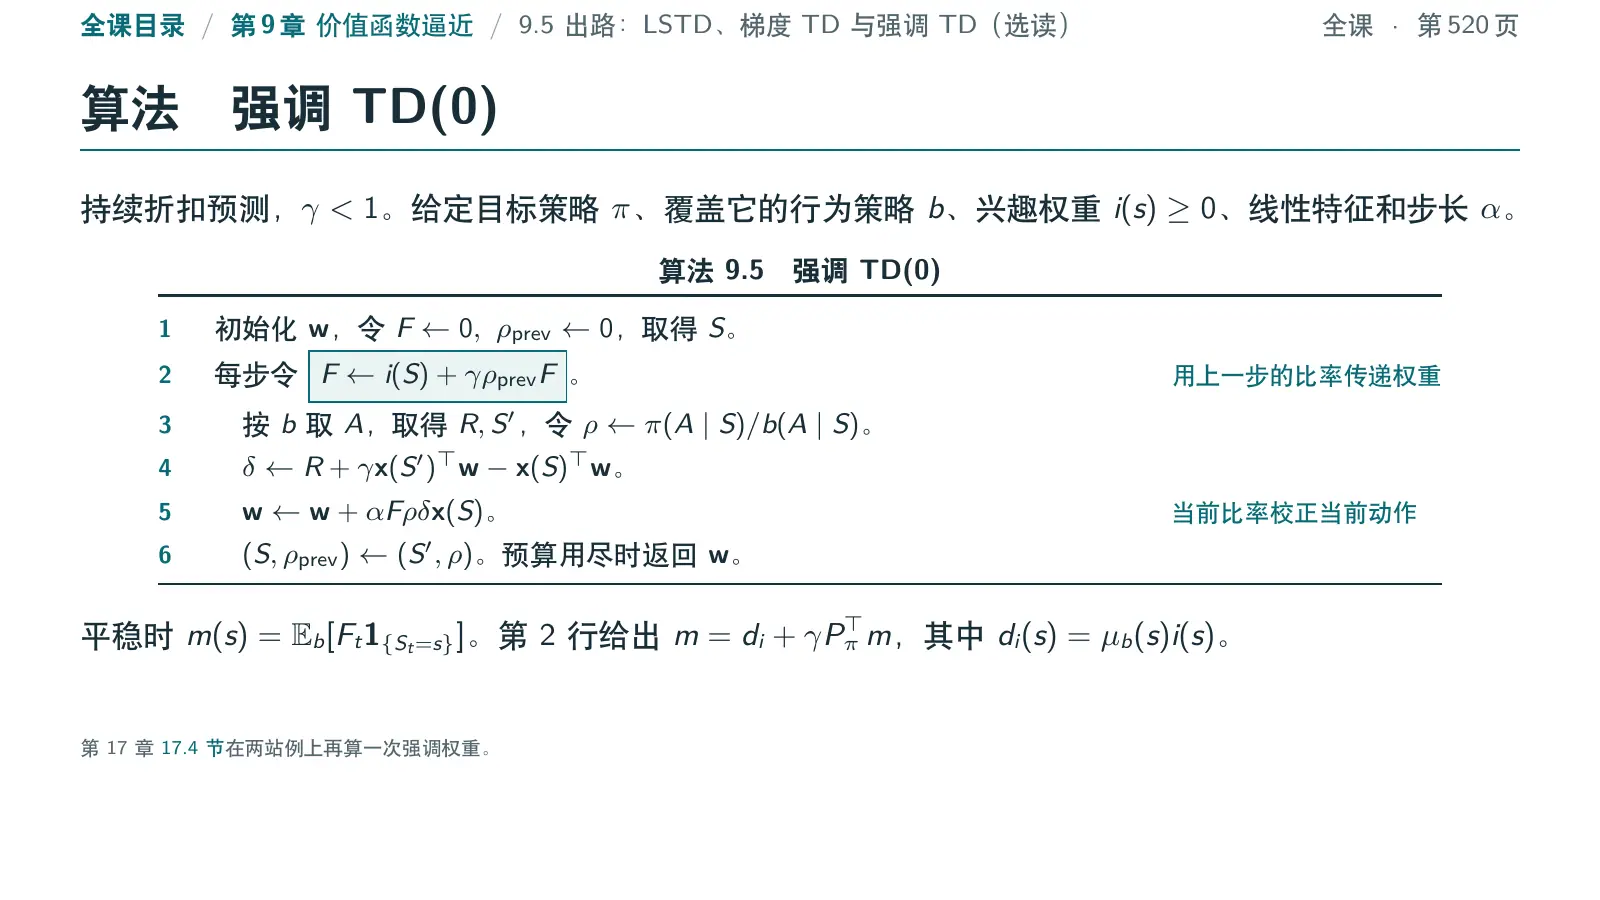 全课目录 / 第 9 章 价值函数逼近 / 9.5 出路：LSTD、梯度 TD 与强调 TD（选读）
全课 · 第 520 页
算法 强调 TD(0)
持续折扣预测，γ < 1。给定目标策略 π、覆盖它的行为策略 b、兴趣权重 i(s) ≥ 0、线性特征和步长 α。
算法 9.5 强调 TD(0)
1 初始化 w，令 F ← 0, ρ_prev ← 0，取得 S。
2 每步令 F ← i(S) + γρ_prev F。 用上一步的比率传递权重
3 按 b 取 A，取得 R, S′，令 ρ ← π(A | S)/b(A | S)。
4 δ ← R + γx(S′)⊤w − x(S)⊤w。
5 w ← w + αFρδx(S)。 当前比率校正当前动作
6 (S, ρ_prev) ← (S′, ρ)。预算用尽时返回 w。
平稳时 m(s) = 𝔼_b[F_t 1_{S_t=s}]。第 2 行给出 m = d_i + γP_π⊤ m，其中 d_i(s) = μ_b(s)i(s)。
第 17 章 17.4 节在两站例上再算一次强调权重。